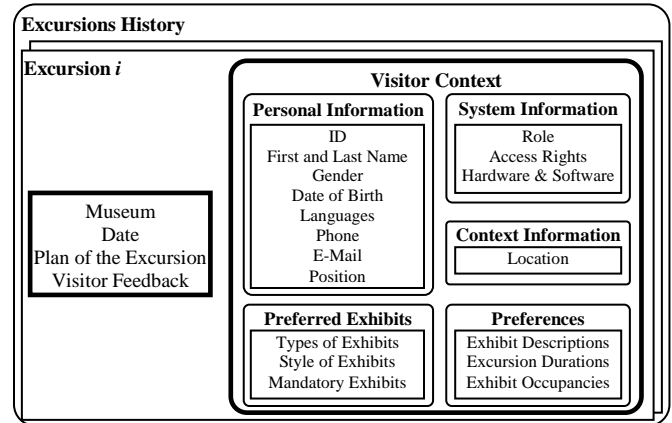 Excursions History
Excursion i
Museum
Date
Plan of the Excursion
Visitor Feedback
Visitor Context
Personal Information
ID
First and Last Name
Gender
Date of Birth
Languages
Phone
E-Mail
Position
System Information
Role
Access Rights
Hardware & Software
Context Information
Location
Preferred Exhibits
Types of Exhibits
Style of Exhibits
Mandatory Exhibits
Preferences
Exhibit Descriptions
Excursion Durations
Exhibit Occupancies